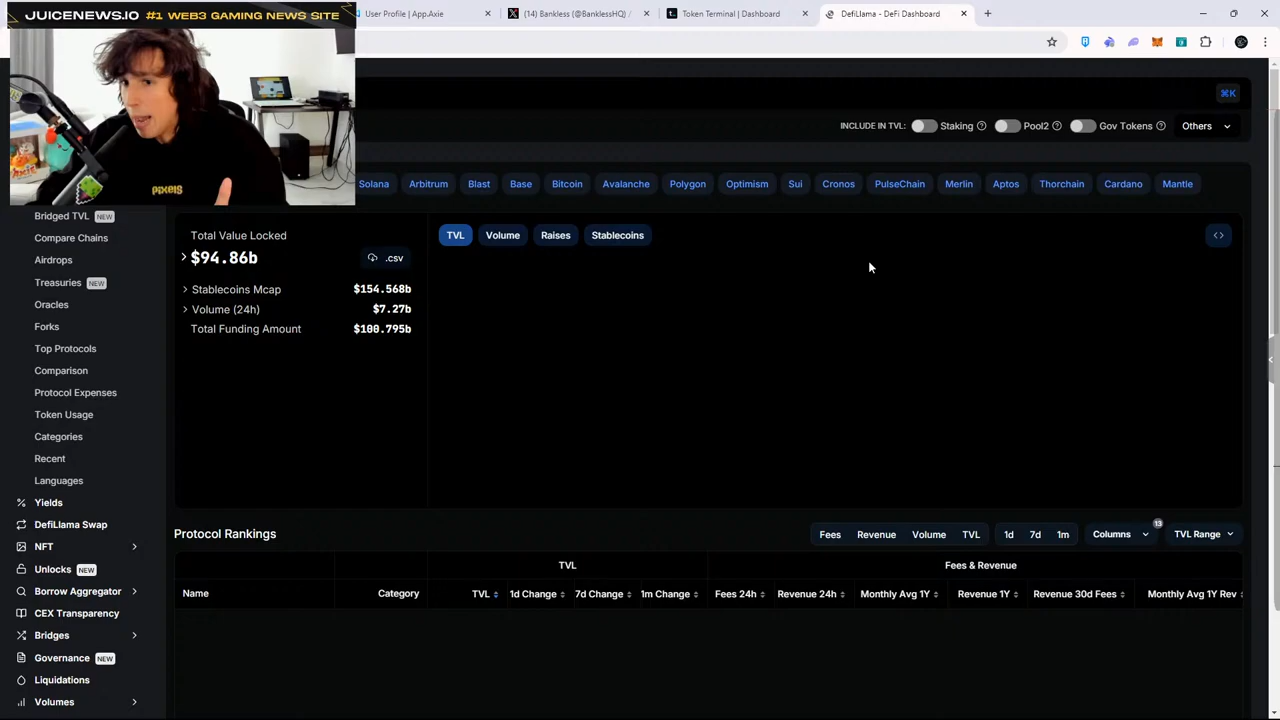 JUICENEWS.IO #1 WEB3 GAMING NEWS SITE
User Profile | App.Axie
(14) Bankless (@BanklessHQ) /
Token Terminal | Dashboard
DefiLlama - DeFi Dashboard
⌘K
INCLUDE IN TVL: Staking Pool2 Gov Tokens Others
Solana Arbitrum Blast Base Bitcoin Avalanche Polygon Optimism Sui Cronos PulseChain Merlin Aptos Thorchain Cardano Mantle
pixels
Axie
Bridged TVL NEW
Compare Chains
Airdrops
Treasuries NEW
Oracles
Forks
Top Protocols
Comparison
Protocol Expenses
Token Usage
Categories
Recent
Languages
Yields
DefiLlama Swap
NFT
Unlocks NEW
Borrow Aggregator
CEX Transparency
Bridges
Governance NEW
Liquidations
Volumes
Total Value Locked
$94.86b
.csv
Stablecoins Mcap $154.568b
Volume (24h) $7.27b
Total Funding Amount $100.795b
TVL Volume Raises Stablecoins
Protocol Rankings
Fees Revenue Volume TVL 1d 7d 1m Columns 13 TVL Range
TVL Fees & Revenue
Name Category TVL 1d Change 7d Change 1m Change Fees 24h Revenue 24h Monthly Avg 1Y Revenue 1Y Revenue 30d Fees Monthly Avg 1Y Rev